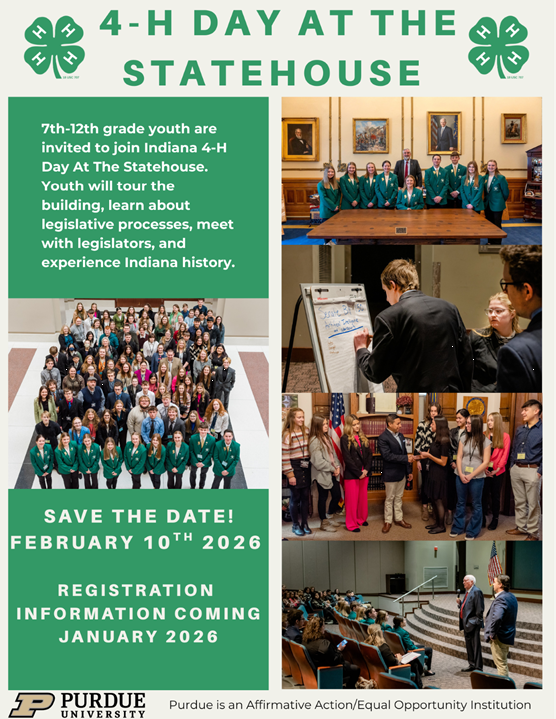 4-H DAY AT THE
STATEHOUSE
H H
H H
H H
H H
7th-12th grade youth are
invited to join Indiana 4-H
Day At The Statehouse.
Youth will tour the
building, learn about
legislative processes, meet
with legislators, and
experience Indiana history.
SAVE THE DATE!
FEBRUARY 10TH 2026
REGISTRATION
INFORMATION COMING
JANUARY 2026
P PURDUE
UNIVERSITY
Purdue is an Affirmative Action/Equal Opportunity Institution